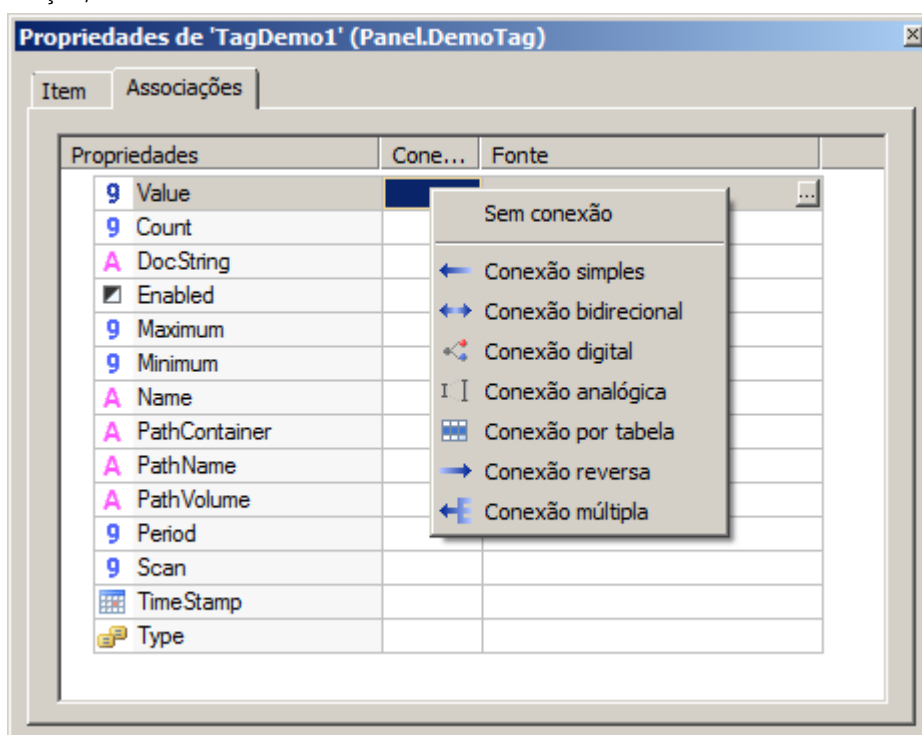 Propriedades de 'TagDemo1' (Panel.DemoTag)
Item Associações
Propriedades Cone... Fonte
Value ...
Count
DocString
Enabled
Maximum
Minimum
Name
PathContainer
PathName
PathVolume
Period
Scan
TimeStamp
Type
Sem conexão
Conexão simples
Conexão bidirecional
Conexão digital
Conexão analógica
Conexão por tabela
Conexão reversa
Conexão múltipla